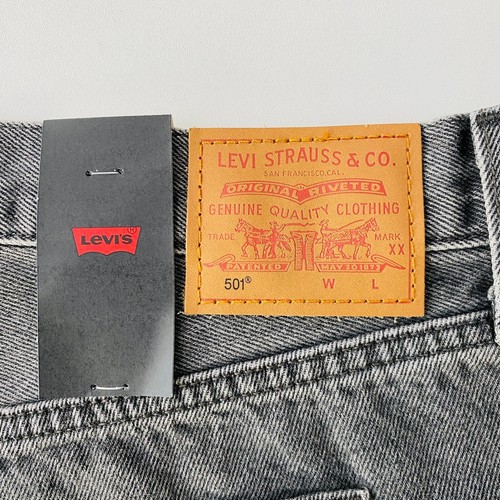 Levi's®
LEVI STRAUSS & CO.
SAN FRANCISCO, CAL.
ORIGINAL RIVETED
GENUINE QUALITY CLOTHING
TRADE MARK
XX
PATENTED MAY 20 187
501® W L